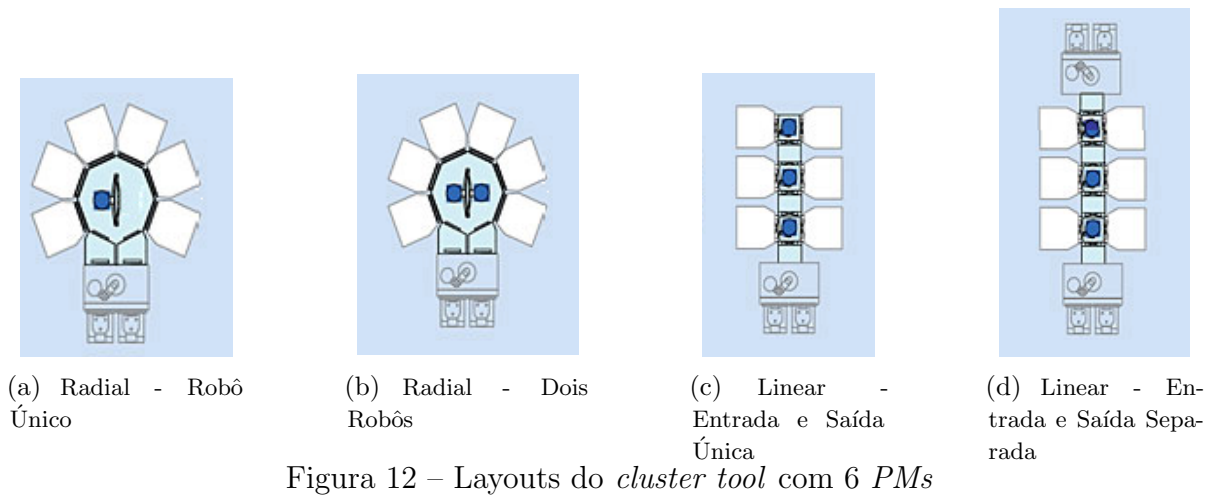 (a) Radial - Robô
Único
(b) Radial - Dois
Robôs
(c) Linear -
Entrada e Saída
Única
(d) Linear - En-
trada e Saída Sepa-
rada
Figura 12 – Layouts do cluster tool com 6 PMs